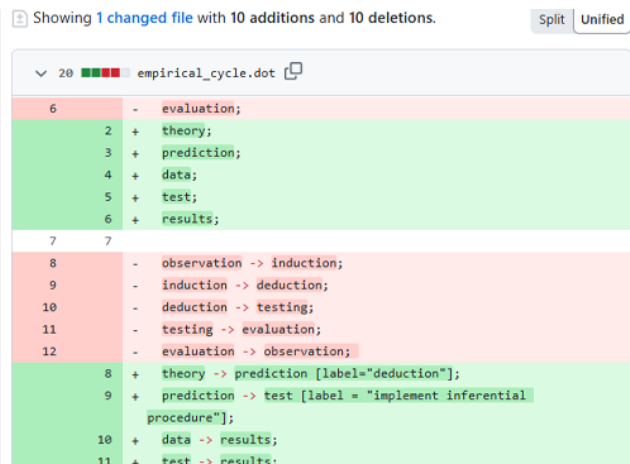 Showing 1 changed file with 10 additions and 10 deletions.
Split Unified
20 empirical_cycle.dot
6 - evaluation;
2 + theory;
3 + prediction;
4 + data;
5 + test;
6 + results;
7 7
8 - observation -> induction;
9 - induction -> deduction;
10 - deduction -> testing;
11 - testing -> evaluation;
12 - evaluation -> observation;
8 + theory -> prediction [label="deduction"];
9 + prediction -> test [label = "implement inferential
procedure"];
10 + data -> results;
11 + test -> results;